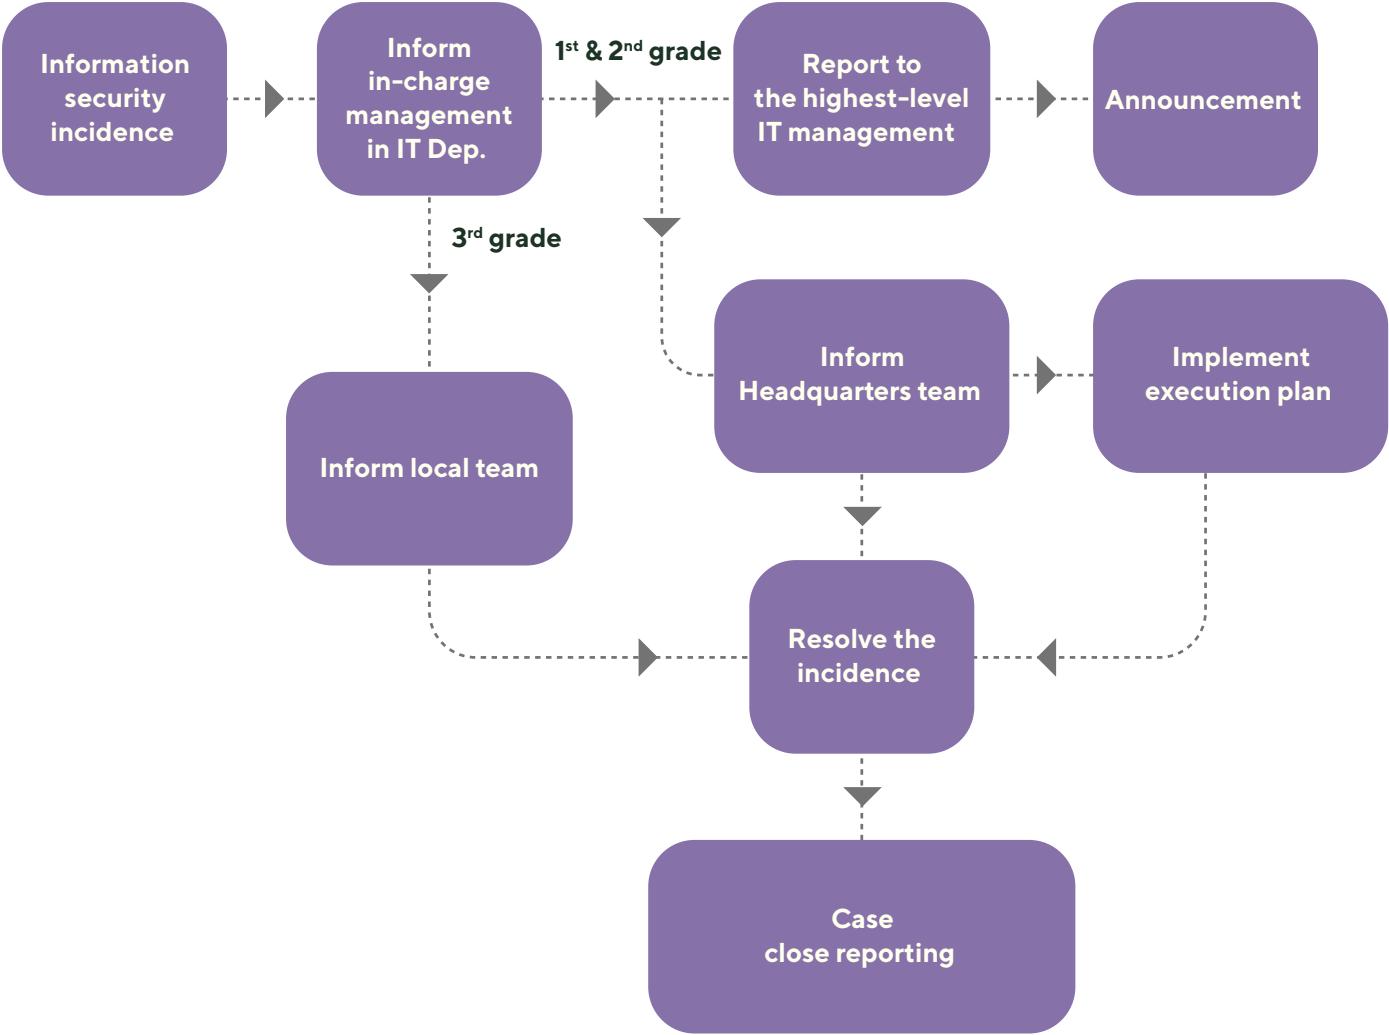 Information
security
incidence
Inform
in-charge
management
in IT Dep.
1st & 2nd grade
Report to
the highest-level
IT management
Announcement
3rd grade
Inform
Headquarters team
Implement
execution plan
Inform local team
Resolve the
incidence
Case
close reporting